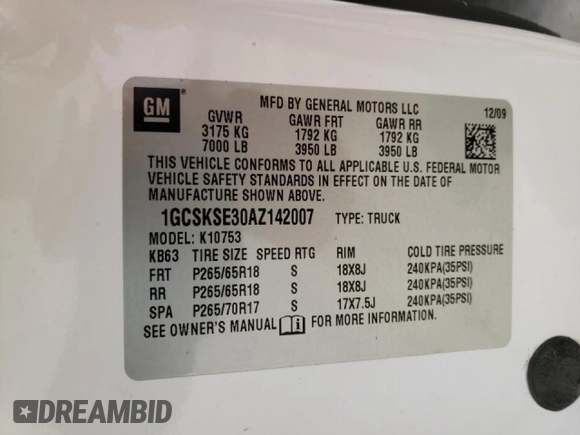 GM
®
MFD BY GENERAL MOTORS LLC
12/09
GVWR GAWR FRT GAWR RR
3175 KG 1792 KG 1792 KG
7000 LB 3950 LB 3950 LB
THIS VEHICLE CONFORMS TO ALL APPLICABLE U.S. FEDERAL MOTOR
VEHICLE SAFETY STANDARDS IN EFFECT ON THE DATE OF
MANUFACTURE SHOWN ABOVE.
1GCSKSE30AZ142007 TYPE: TRUCK
MODEL: K10753
KB63 TIRE SIZE SPEED RTG RIM COLD TIRE PRESSURE
FRT P265/65R18 S 18X8J 240KPA(35PSI)
RR P265/65R18 S 18X8J 240KPA(35PSI)
SPA P265/70R17 S 17X7.5J 240KPA(35PSI)
SEE OWNER'S MANUAL i FOR MORE INFORMATION.
DREAMBID